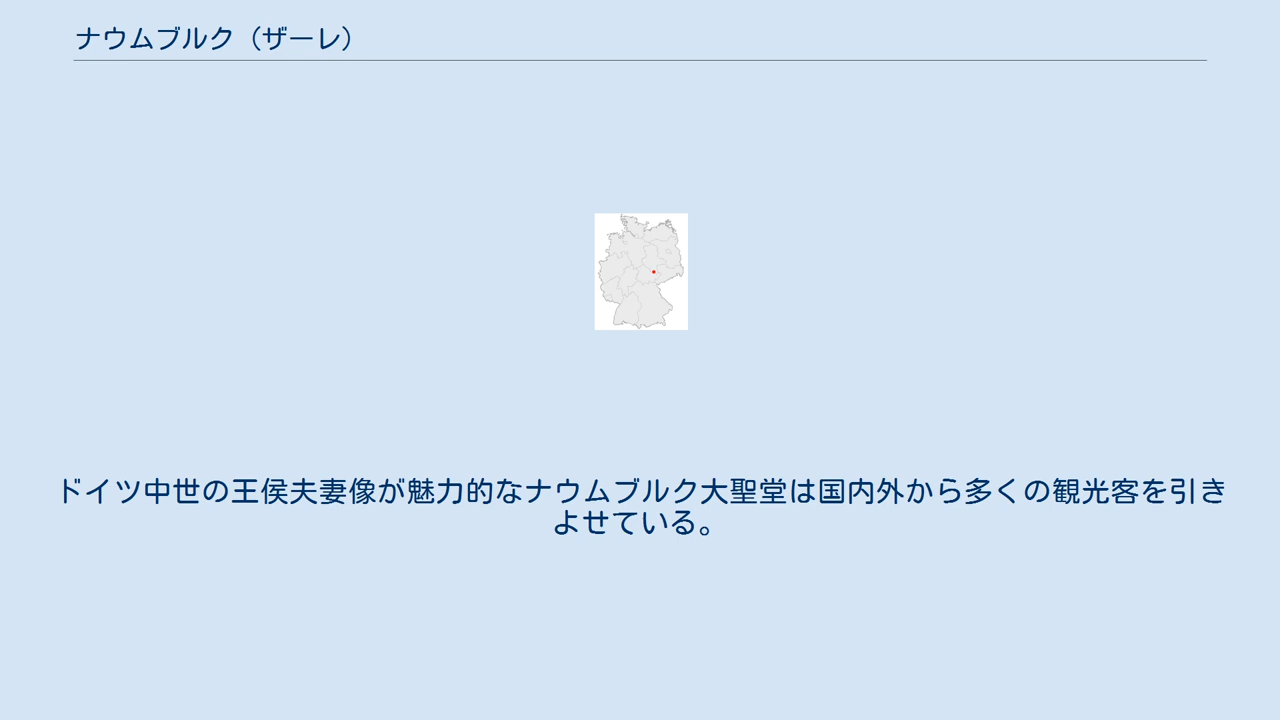 ナウムブルク（ザーレ）
ドイツ中世の王侯夫妻像が魅力的なナウムブルク大聖堂は国内外から多くの観光客を引き
よせている。